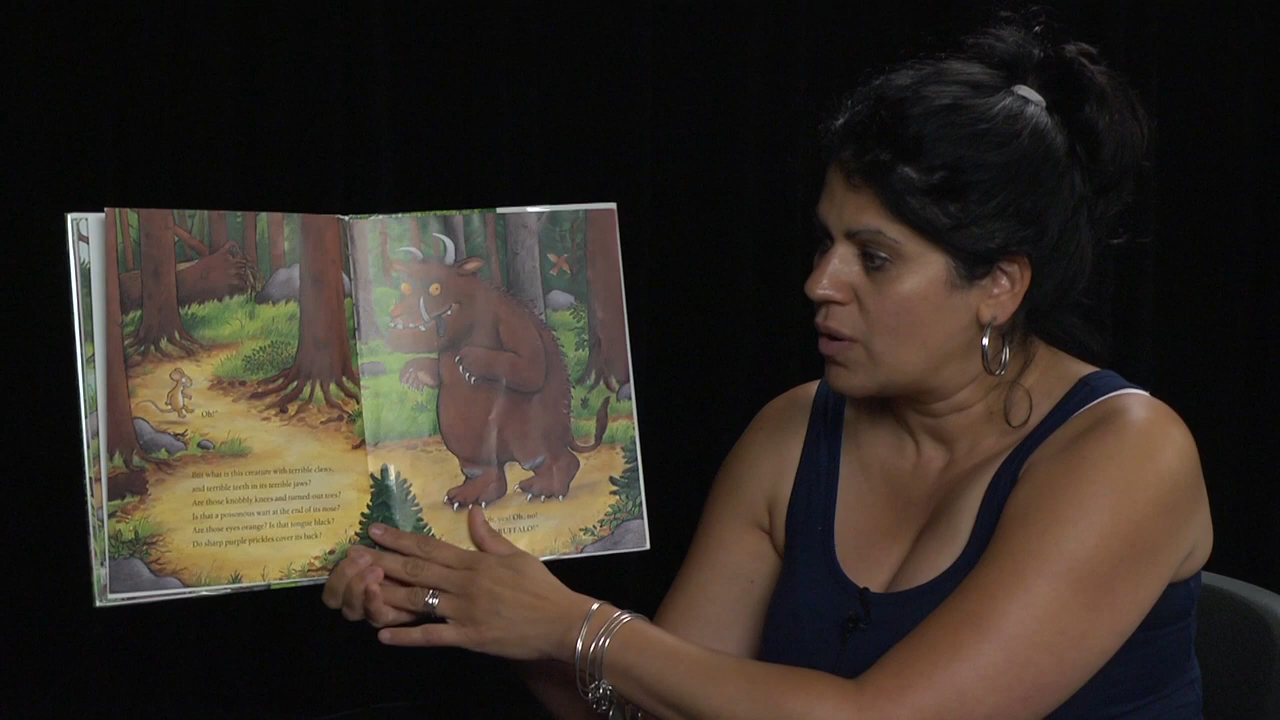 Oh!"
But what is this creature with terrible claws,
and terrible teeth in its terrible jaws?
Are those knobbly knees and turned-out toes?
Is that a poisonous wart at the end of its nose?
Are those eyes orange? Is that tongue black?
Do sharp purple prickles cover its back?
yes! Oh, no!
RUFFALO!"